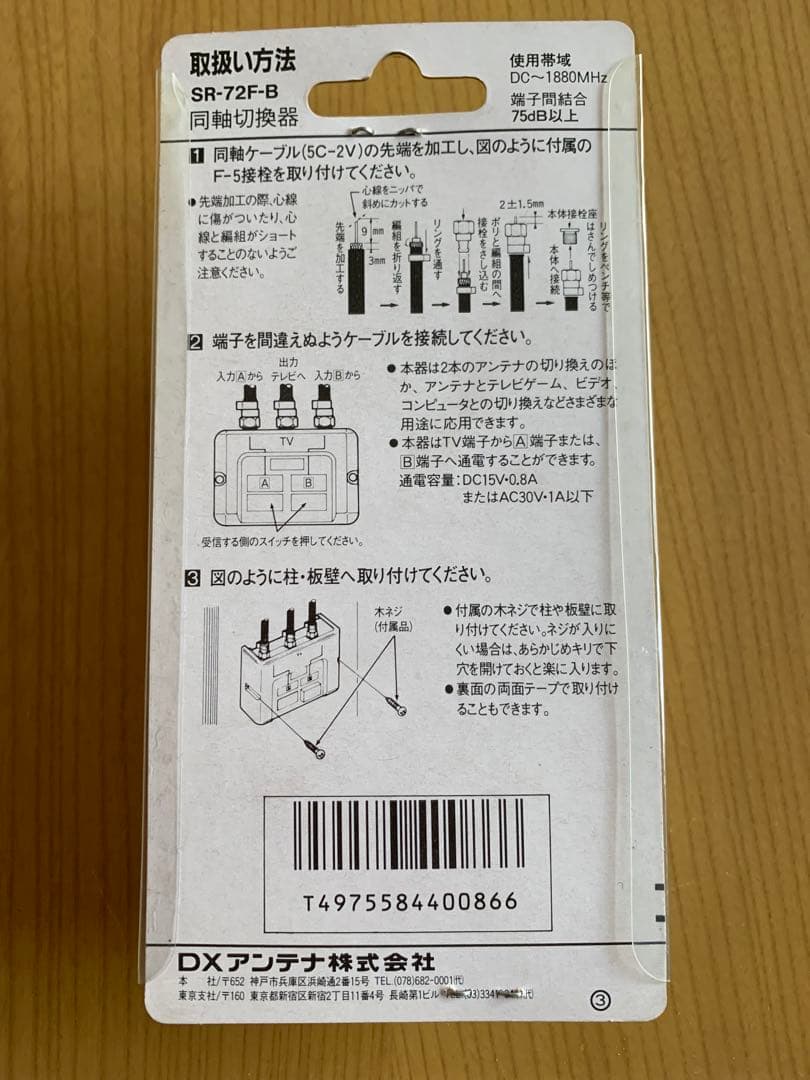 取扱い方法
SR-72F-B
同軸切換器
使用帯域
DC〜1880MHz
端子間結合
75dB以上
1 同軸ケーブル(5C-2V)の先端を加工し、図のように付属の
F-5接栓を取り付けてください。
●先端加工の際、心線
に傷がついたり、心
線と編組がショート
することのないようご
注意ください。
心線をニッパで
斜めにカットする
9mm
3mm
先端を加工する
編組を折り返す
リングを通す
接栓をさし込む
ポリと編組の間へ
2±1.5mm
本体接栓座
本体へ接続
リングをペンチ等で
はさんでしめつける
2 端子を間違えぬようケーブルを接続してください。
入力Aから
出力
テレビへ
入力Bから
TV
A
B
受信する側のスイッチを押してください。
●本器は2本のアンテナの切り換えのほ
か、アンテナとテレビゲーム、ビデオ、
コンピュータとの切り換えなどさまざまな
用途に応用できます。
●本器はTV端子からA端子または、
B端子へ通電することができます。
通電容量:DC15V・0.8A
またはAC30V・1A以下
3 図のように柱・板壁へ取り付けてください。
木ネジ
(付属品)
●付属の木ネジで柱や板壁に取
り付けてください。ネジが入りに
くい場合は、あらかじめキリで下
穴を開けておくと楽に入ります。
●裏面の両面テープで取り付け
ることもできます。
T4975584400866
DXアンテナ株式会社
本 社/〒652 神戸市兵庫区浜崎通2番15号 TEL.(078)682-0001(代)
東京支社/〒160 東京都新宿区新宿2丁目11番4号 長崎第1ビル
③